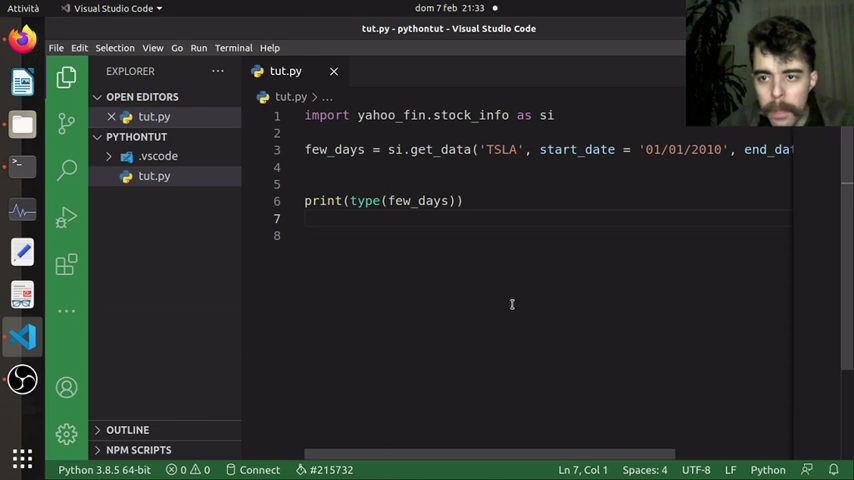 Attività
Visual Studio Code
dom 7 feb 21:33
tut.py - pythontut - Visual Studio Code
File Edit Selection View Go Run Terminal Help
EXPLORER
OPEN EDITORS
tut.py
PYTHONTUT
.vscode
tut.py
OUTLINE
NPM SCRIPTS
tut.py
tut.py > ...
1 import yahoo_fin.stock_info as si
2
3 few_days = si.get_data('TSLA', start_date = '01/01/2010', end_dat
4
5
6 print(type(few_days))
7
8
Python 3.8.5 64-bit 0 0 Connect #215732 Ln 7, Col 1 Spaces: 4 UTF-8 LF Python